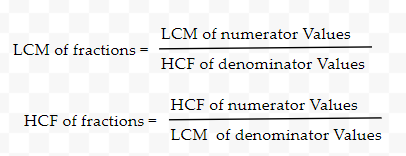 LCM of numerator Values
LCM of fractions =
HCF of denominator Values
HCF of numerator Values
HCF of fractions =
LCM of denominator Values